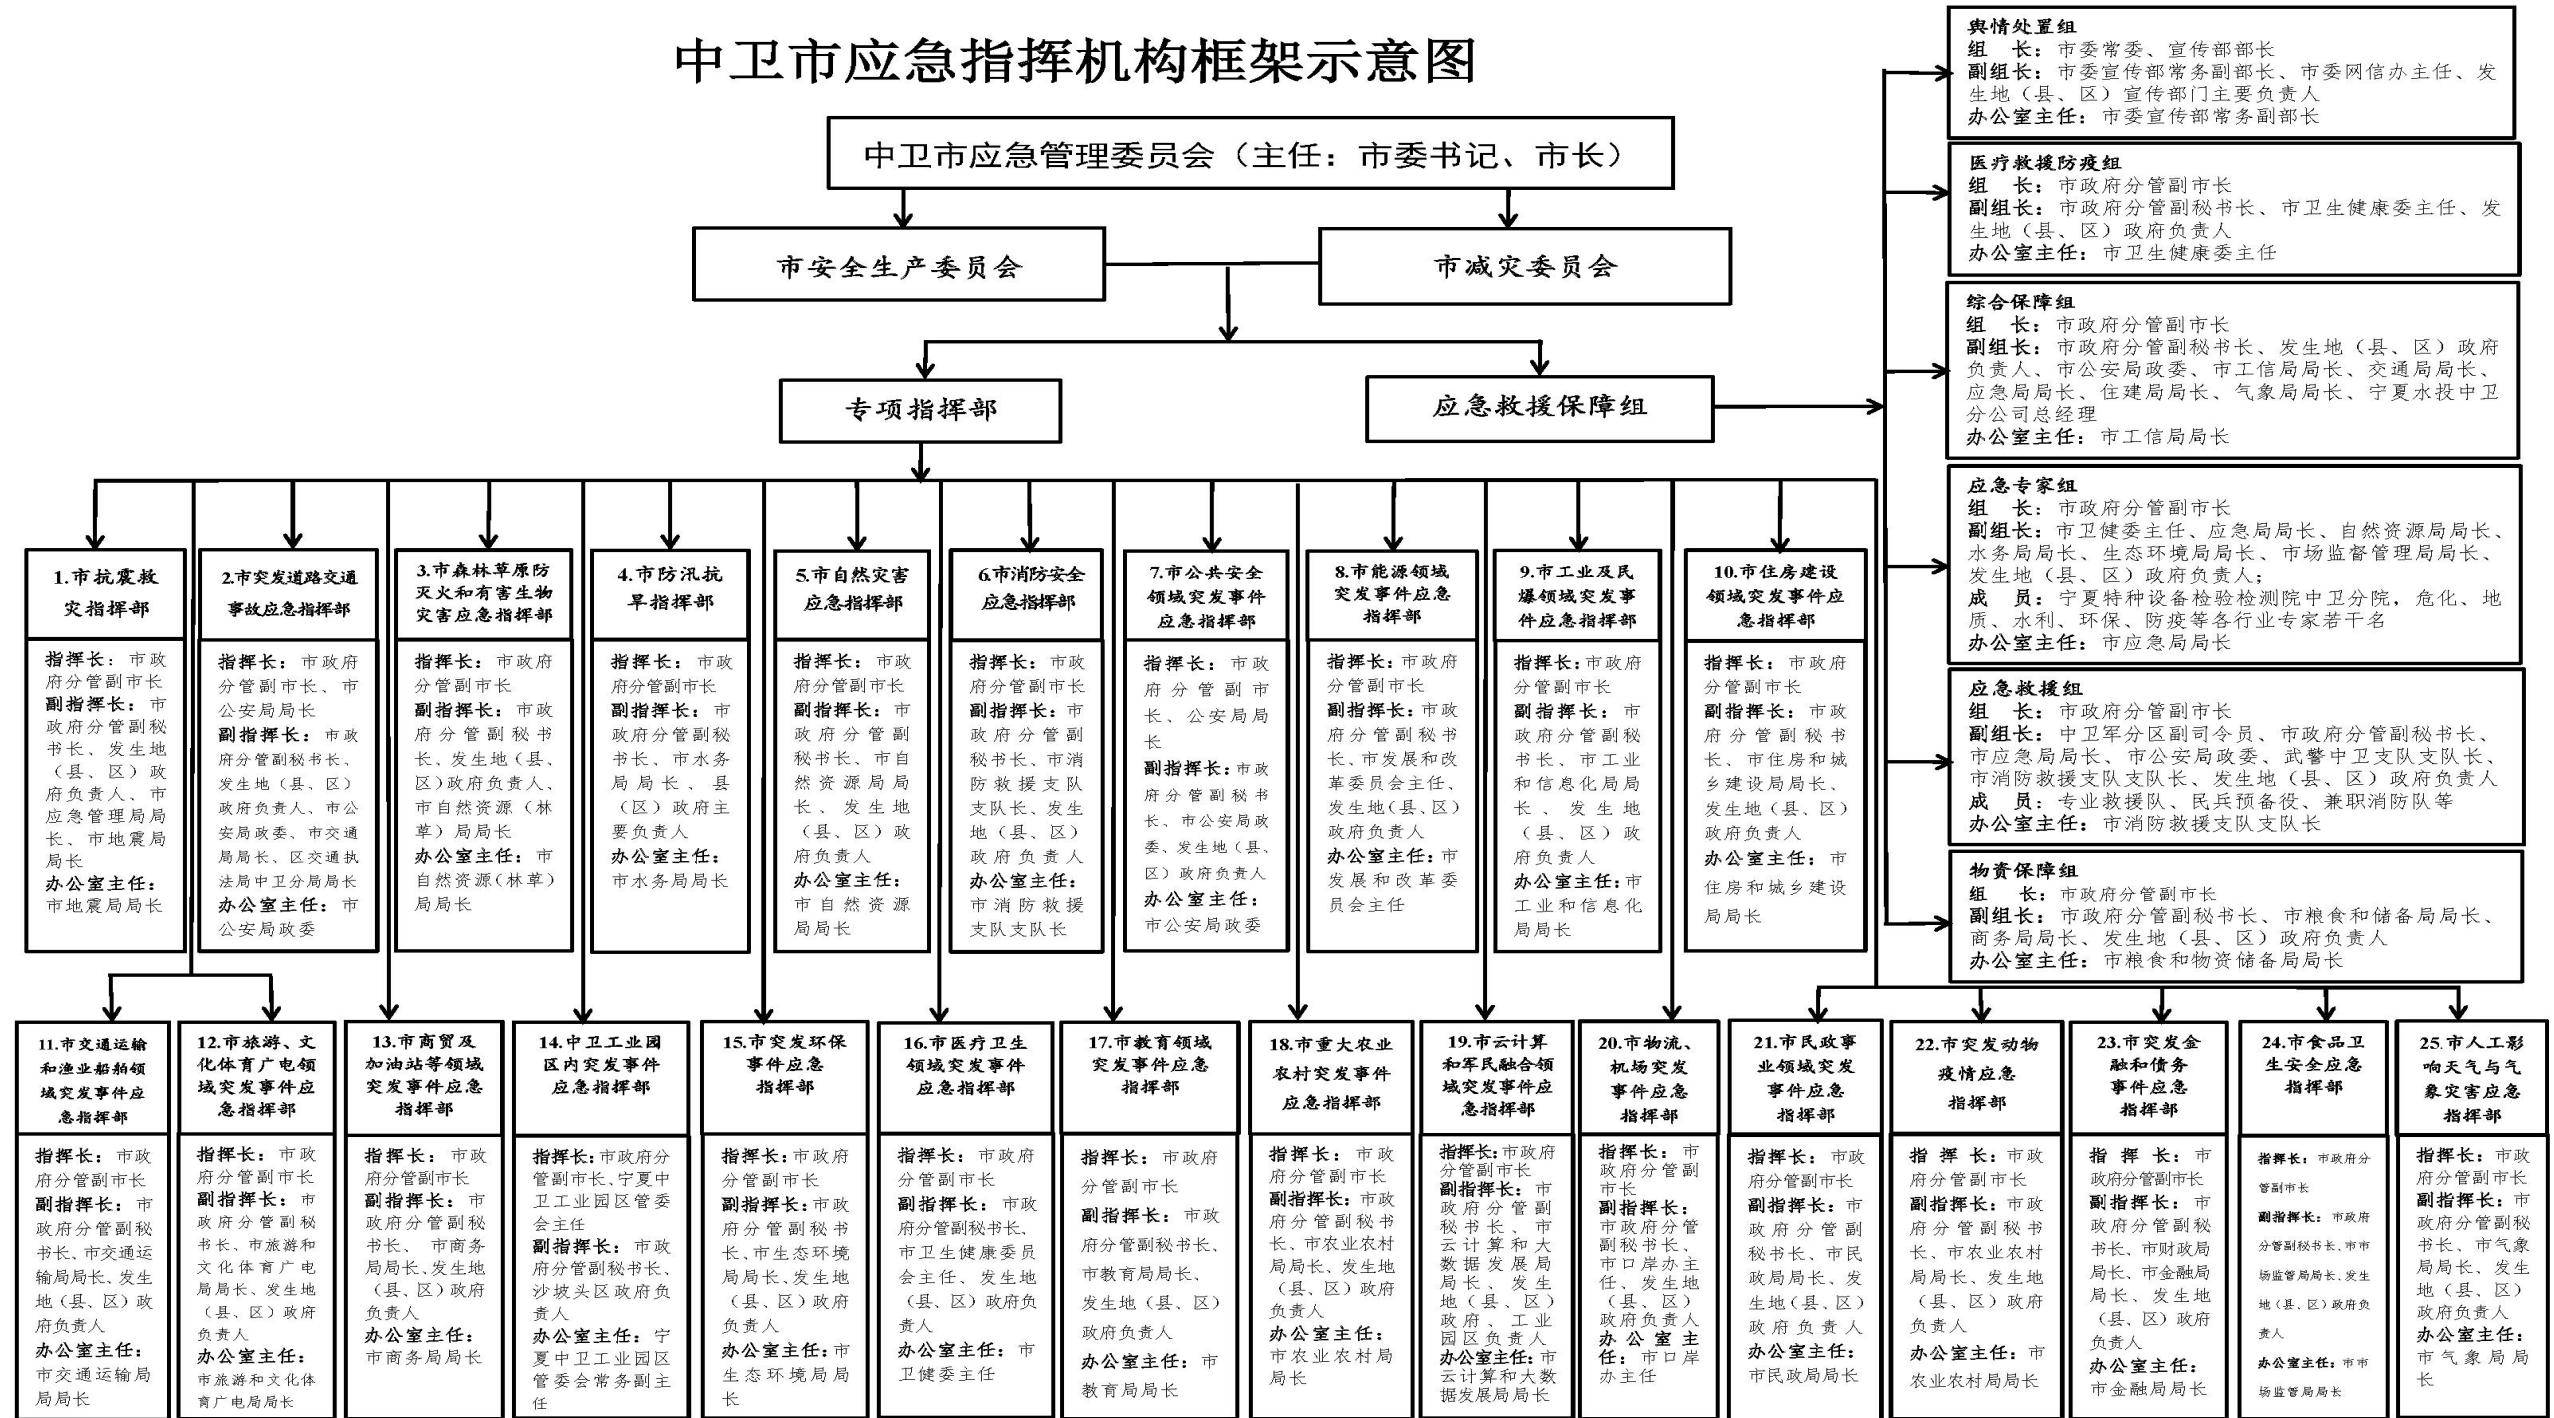 中卫市应急指挥机构框架示意图
中卫市应急管理委员会（主任：市委书记、市长）
市安全生产委员会
市减灾委员会
专项指挥部
应急救援保障组
舆情处置组
组　长：市委常委、宣传部部长
副组长：市委宣传部常务副部长、市委网信办主任、发
生地（县、区）宣传部门主要负责人
办公室主任：市委宣传部常务副部长
医疗救援防疫组
组　长：市政府分管副市长
副组长：市政府分管副秘书长、市卫生健康委主任、发
生地（县、区）政府负责人
办公室主任：市卫生健康委主任
综合保障组
组　长：市政府分管副市长
副组长：市政府分管副秘书长、发生地（县、区）政府
负责人、市公安局政委、市工信局局长、交通局局长、
应急局局长、住建局局长、气象局局长、宁夏水投中卫
分公司总经理
办公室主任：市工信局局长
应急专家组
组　长：市政府分管副市长
副组长：市卫健委主任、应急局局长、自然资源局局长、
水务局局长、生态环境局局长、市场监督管理局局长、
发生地（县、区）政府负责人；
成　员：宁夏特种设备检验检测院中卫分院，危化、地
质、水利、环保、防疫等各行业专家若干名
办公室主任：市应急局局长
应急救援组
组　长：市政府分管副市长
副组长：中卫军分区副司令员、市政府分管副秘书长、
市应急局局长、市公安局政委、武警中卫支队支队长、
市消防救援支队支队长、发生地（县、区）政府负责人
成　员：专业救援队、民兵预备役、兼职消防队等
办公室主任：市消防救援支队支队长
物资保障组
组　长：市政府分管副市长
副组长：市政府分管副秘书长、市粮食和储备局局长、
商务局局长、发生地（县、区）政府负责人
办公室主任：市粮食和物资储备局局长
1.市抗震救
灾指挥部
指挥长：市政
府分管副市长
副指挥长：市
政府分管副秘
书长、发生地
（县、区）政
府负责人、市
应急管理局局
长、市地震局
局长
办公室主任：
市地震局局长
2.市突发道路交通
事故应急指挥部
指挥长：市政府
分管副市长、市
公安局局长
副指挥长：市政
府分管副秘书长、
发生地（县、区）
政府负责人、市公
安局政委、市交通
局局长、区交通执
法局中卫分局局长
办公室主任：市
公安局政委
3.市森林草原防
灭火和有害生物
灾害应急指挥部
指挥长：市政府
分管副市长
副指挥长：市政
府分管副秘书
长、发生地(县、
区)政府负责人、
市自然资源（林
草）局局长
办公室主任：市
自然资源(林草)
局局长
4.市防汛抗
旱指挥部
指挥长：市政
府分管副市长
副指挥长：市
政府分管副秘
书长、市水务
局局长、县
（区）政府主
要负责人
办公室主任：
市水务局局长
5.市自然灾害
应急指挥部
指挥长：市政
府分管副市长
副指挥长：市
政府分管副
秘书长、市自
然资源局局
长、发生地
（县、区）政
府负责人
办公室主任：
市自然资源
局局长
6.市消防安全
应急指挥部
指挥长：市政
府分管副市长
副指挥长：市
政府分管副
秘书长、市消
防救援支队
支队长、发生
地（县、区）
政府负责人
办公室主任：
市消防救援
支队支队长
7.市公共安全
领域突发事件
应急指挥部
指挥长：市政
府分管副市
长、公安局局
长
副指挥长：市政
府分管副秘书
长、市公安局政
委、发生地(县、
区）政府负责人
办公室主任：
市公安局政委
8.市能源领域
突发事件应急
指挥部
指挥长：市政府
分管副市长
副指挥长：市政
府分管副秘书
长、市发展和改
革委员会主任、
发生地(县、区)
政府负责人
办公室主任：市
发展和改革委
员会主任
9.市工业及民
爆领域突发事
件应急指挥部
指挥长：市政府
分管副市长
副指挥长：市
政府分管副秘
书长、市工业
和信息化局局
长、发生地
（县、区）政
府负责人
办公室主任：市
工业和信息化
局局长
10.市住房建设
领域突发事件应
急指挥部
指挥长：市政府
分管副市长
副指挥长：市政
府分管副秘书
长、市住房和城
乡建设局局长、
发生地(县、区)
政府负责人
办公室主任：市
住房和城乡建设
局局长
11.市交通运输
和渔业船舶领
域突发事件应
急指挥部
指挥长：市政
府分管副市长
副指挥长：市
政府分管副秘
书长、市交通运
输局局长、发生
地（县、区）政
府负责人
办公室主任：
市交通运输局
局长
12.市旅游、文
化体育广电领
域突发事件应
急指挥部
指挥长：市政
府分管副市长
副指挥长：市
政府分管副秘
书长、市旅游和
文化体育广电
局局长、发生地
（县、区）政府
负责人
办公室主任：
市旅游和文化体
育广电局局长
13.市商贸及
加油站等领域
突发事件应急
指挥部
指挥长：市政
府分管副市长
副指挥长：市
政府分管副秘
书长、市商务
局局长、发生地
（县、区）政府
负责人
办公室主任：
市商务局局长
14.中卫工业园
区内突发事件
应急指挥部
指挥长：市政府分
管副市长、宁夏中
卫工业园区管委
会主任
副指挥长：市政
府分管副秘书长、
沙坡头区政府负
责人
办公室主任：宁
夏中卫工业园区
管委会常务副主
任
15.市突发环保
事件应急
指挥部
指挥长：市政府
分管副市长
副指挥长：市政
府分管副秘书
长、市生态环境
局局长、发生地
（县、区）政府
负责人
办公室主任：市
生态环境局局
长
16.市医疗卫生
领域突发事件
应急指挥部
指挥长：市政府
分管副市长
副指挥长：市政
府分管副秘书长、
市卫生健康委员
会主任、发生地
（县、区）政府负
责人
办公室主任：市
卫健委主任
17.市教育领域
突发事件应急
指挥部
指挥长：市政府
分管副市长
副指挥长：市政
府分管副秘书长、
市教育局局长、
发生地（县、区）
政府负责人
办公室主任：市
教育局局长
18.市重大农业
农村突发事件
应急指挥部
指挥长：市政
府分管副市长
副指挥长：市政
府分管副秘书
长、市农业农村
局局长、发生地
（县、区）政府
负责人
办公室主任：
市农业农村局
局长
19.市云计算
和军民融合领
域突发事件应
急指挥部
指挥长：市政府
分管副市长
副指挥长：市
政府分管副
秘书长、市
云计算和大
数据发展局
局长、发生
地（县、区）
政府、工业
园区负责人
办公室主任：市
云计算和大数
据发展局局长
20.市物流、
机场突发
事件应急
指挥部
指挥长：市
政府分管副
市长
副指挥长：
市政府分管
副秘书长、
市口岸办主
任、发生地
（县、区）
政府负责人
办公室主
任：市口岸
办主任
21.市民政事
业领域突发
事件应急
指挥部
指挥长：市政
府分管副市长
副指挥长：市
政府分管副
秘书长、市民
政局局长、发
生地(县、区)
政府负责人
办公室主任：
市民政局局长
22.市突发动物
疫情应急
指挥部
指挥长：市政
府分管副市长
副指挥长：市政
府分管副秘书
长、市农业农村
局局长、发生地
（县、区）政府
负责人
办公室主任：市
农业农村局局长
23.市突发金
融和债务
事件应急
指挥部
指挥长：市
政府分管副市长
副指挥长：市
政府分管副秘
书长、市财政局
局长、市金融局
局长、发生地
（县、区）政府
负责人
办公室主任：
市金融局局长
24.市食品卫
生安全应急
指挥部
指挥长：市政府分
管副市长
副指挥长：市政府
分管副秘书长、市市
场监管局局长、发生
地（县、区）政府负
责人
办公室主任：市市
场监管局局长
25.市人工影
响天气与气
象灾害应急
指挥部
指挥长：市政
府分管副市长
副指挥长：市
政府分管副秘
书长、市气象
局局长、发生
地（县、区）
政府负责人
办公室主任：
市气象局局
长